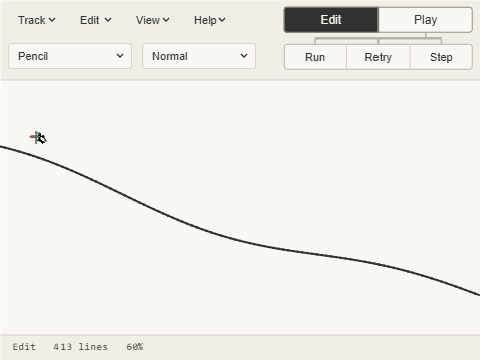 Track Edit View Help Edit Play
Pencil Normal Run Retry Step
Edit 413 lines 60%